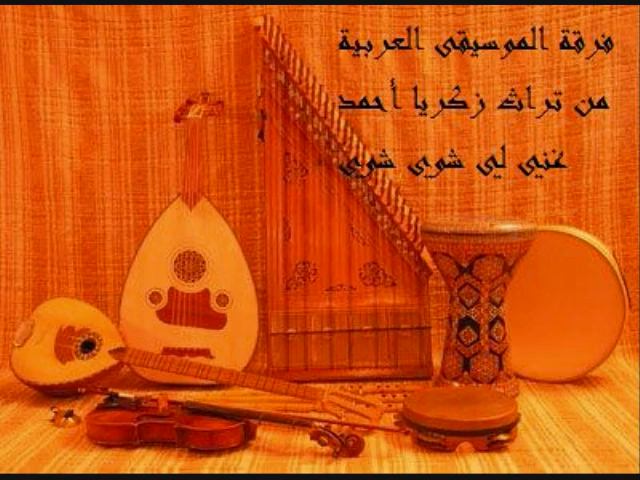 فرقة الموسيقى العربية
من تراث زكريا أحمد
غني لي شوي شوي